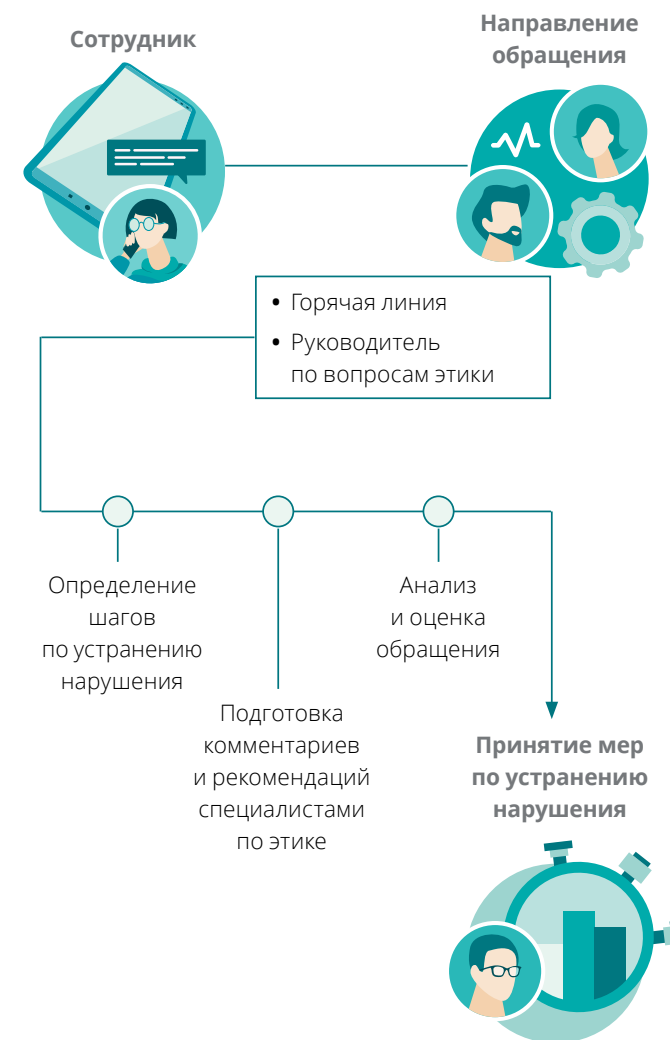 Сотрудник
Направление
обращения
• Горячая линия
• Руководитель
по вопросам этики
Определение
шагов
по устранению
нарушения
Подготовка
комментариев
и рекомендаций
специалистами
по этике
Анализ
и оценка
обращения
Принятие мер
по устранению
нарушения